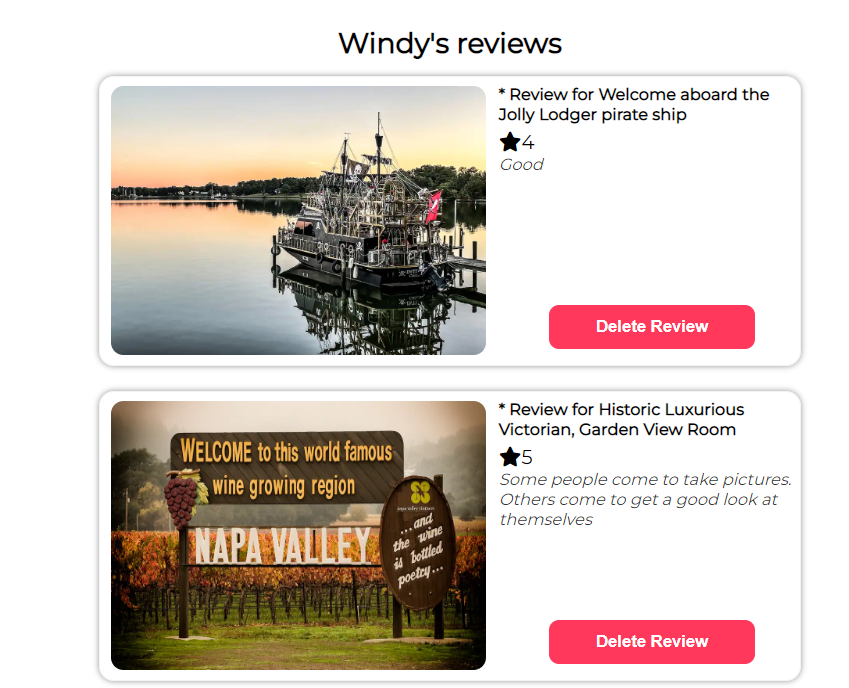 Windy's reviews
* Review for Welcome aboard the
Jolly Lodger pirate ship
4
Good
Delete Review
WELCOME to this world famous
wine growing region
NAPA VALLEY
napa valley vintners
...and
the wine
is bottled
poetry...
* Review for Historic Luxurious
Victorian, Garden View Room
5
Some people come to take pictures.
Others come to get a good look at
themselves
Delete Review